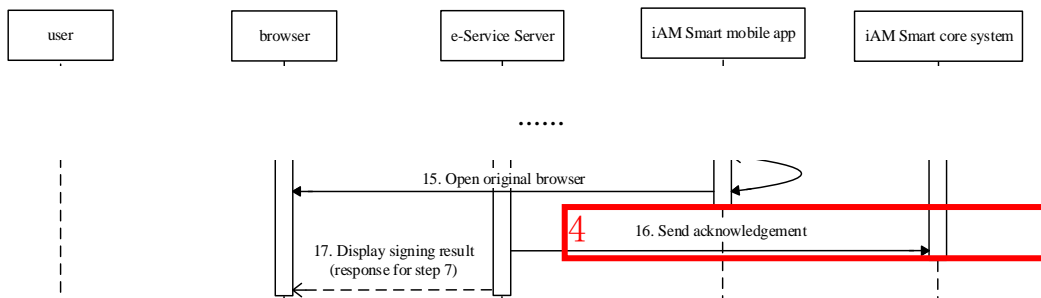 user
browser
e-Service Server
iAM Smart mobile app
iAM Smart core system
......
15. Open original browser
4
16. Send acknowledgement
17. Display signing result
(response for step 7)